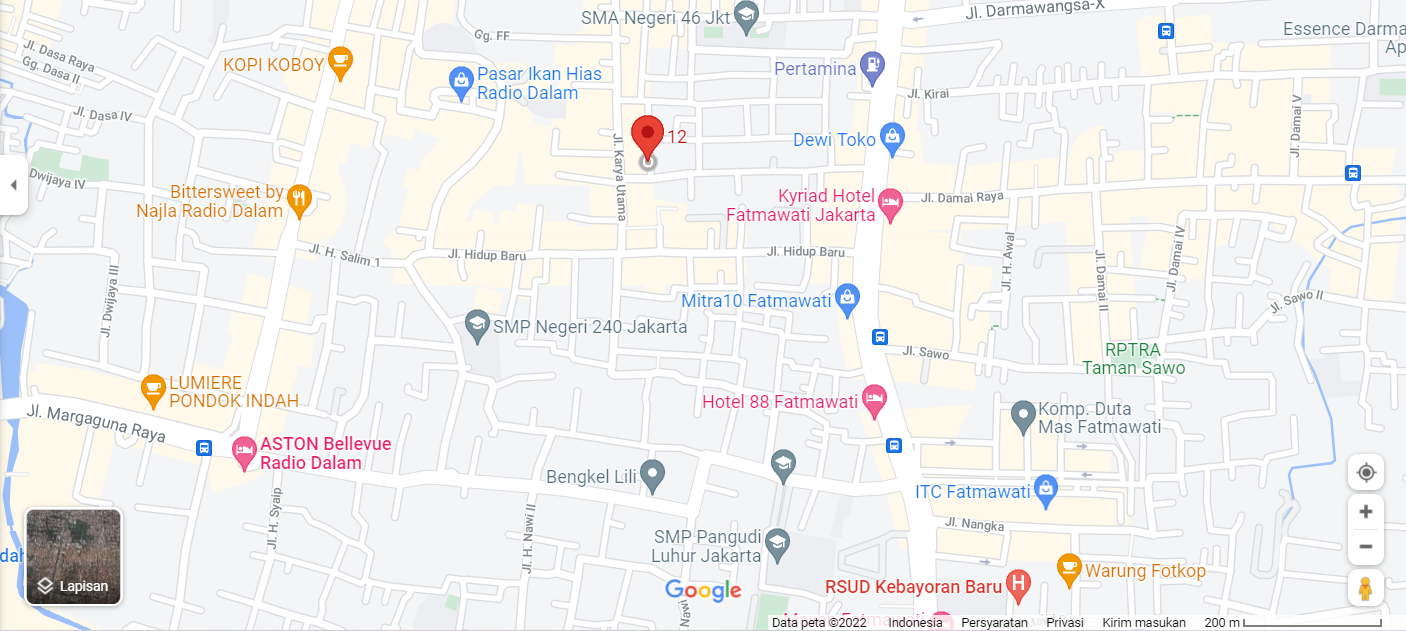 SMA Negeri 46 Jkt
Jl. Darmawangsa-X
Essence Darma
Ap
Gg. FF
Jl. Dasa Raya
Gg. Dasa II
KOPI KOBOY
Pasar Ikan Hias
Radio Dalam
Pertamina
Jl. Kirai
Jl. Dasa IV
12
Dewi Toko
Jl. Damai V
Jl. Karya Utama
Dwijaya IV
Bittersweet by
Najla Radio Dalam
Kyriad Hotel
Fatmawati Jakarta
Jl. Damai Raya
Jl. H. Salim 1
Jl. Hidup Baru
Jl. Hidup Baru
Jl. H. Awal
Jl. Damai II
Jl. Damai IV
Jl. Dwijaya III
Mitra10 Fatmawati
Jl. Sawo II
SMP Negeri 240 Jakarta
Jl. Sawo
RPTRA
Taman Sawo
LUMIERE
PONDOK INDAH
Jl. Margaguna Raya
Hotel 88 Fatmawati
Komp. Duta
Mas Fatmawati
ASTON Bellevue
Radio Dalam
Bengkel Lili
ITC Fatmawati
Jl. H. Syaip
Jl. H. Nawi II
Jl. Nangka
SMP Pangudi
Luhur Jakarta
dah
Lapisan
Google
RSUD Kebayoran Baru
H
Warung Fotkop
Data peta ©2022 Indonesia Persyaratan Privasi Kirim masukan 200 m